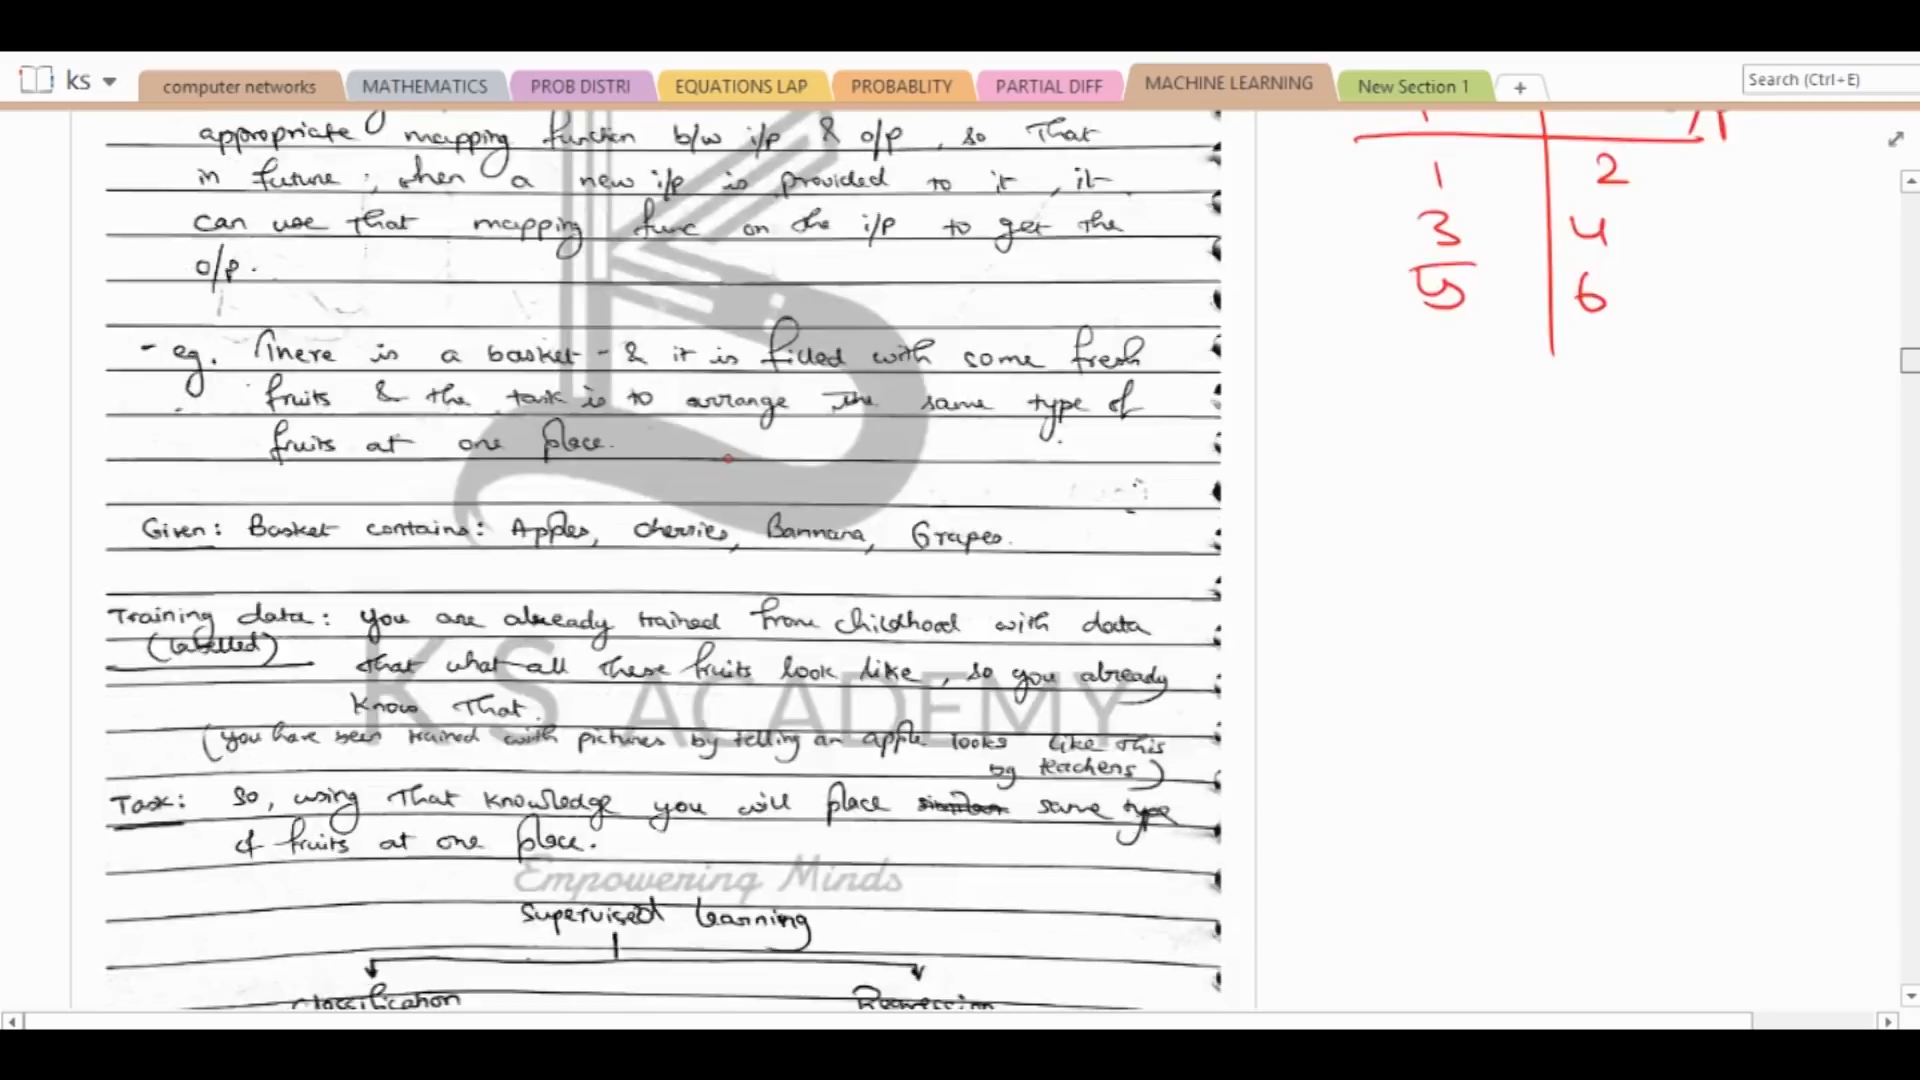 ks
computer networks
MATHEMATICS
PROB DISTRI
EQUATIONS LAP
PROBABLITY
PARTIAL DIFF
MACHINE LEARNING
New Section 1
+
Search (Ctrl+E)
appropriate mapping function b/w i/p & o/p, so That
in future, when a new i/p is provided to it, it
can use that mapping func on the i/p to get the
o/p.
- eg. There is a basket - & it is filled with some fresh
fruits & the task is to arrange the same type of
fruits at one place.
Given: Basket contains: Apples, cherries, Bannana, Grapes.
Training data: you are already trained from childhood with data
(labelled)
that what all these fruits look like, so you already
know that.
(you have been trained with pictures by telling an apple looks like this
by teachers)
Task: So, using that knowledge you will place same type
of fruits at one place.
Supervised learning
classification Regression
KS ACADEMY
Empowering Minds
1 2
3 4
5 6